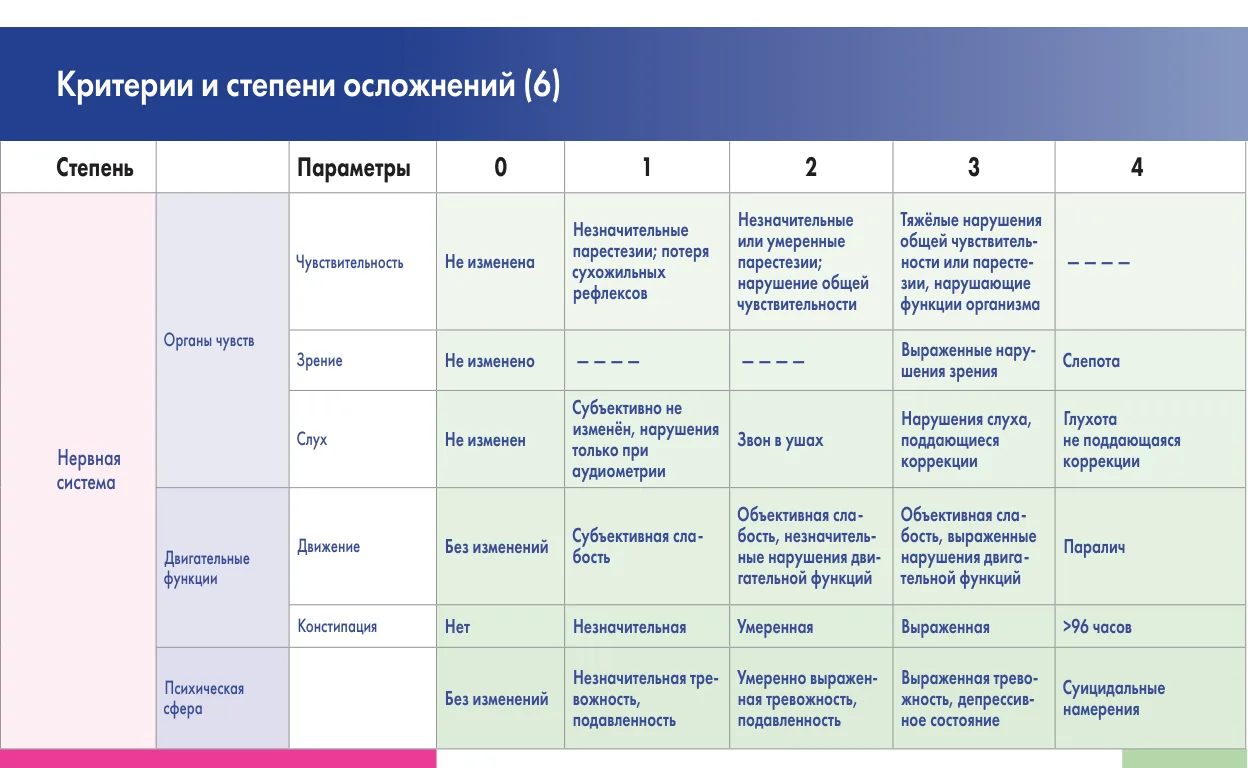 Критерии и степени осложнений (6)
Степень
Параметры
0
1
2
3
4
Нервная
система
Органы чувств
Чувствительность
Не изменена
Незначительные
парестезии; потеря
сухожильных
рефлексов
Незначительные
или умеренные
парестезии;
нарушение общей
чувствительности
Тяжёлые нарушения
общей чувствитель-
ности или паресте-
зии, нарушающие
функции организма
– – – –
Зрение
Не изменено
– – – –
– – – –
Выраженные нару-
шения зрения
Слепота
Слух
Не изменен
Субъективно не
изменён, нарушения
только при
аудиометрии
Звон в ушах
Нарушения слуха,
поддающиеся
коррекции
Глухота
не поддающаяся
коррекции
Двигательные
функции
Движение
Без изменений
Субъективная сла-
бость
Объективная сла-
бость, незначитель-
ные нарушения дви-
гательной функций
Объективная сла-
бость, выраженные
нарушения двига-
тельной функций
Паралич
Констипация
Нет
Незначительная
Умеренная
Выраженная
>96 часов
Психическая
сфера
Без изменений
Незначительная тре-
вожность,
подавленность
Умеренно выражен-
ная тревожность,
подавленность
Выраженная трево-
жность, депрессив-
ное состояние
Суицидальные
намерения